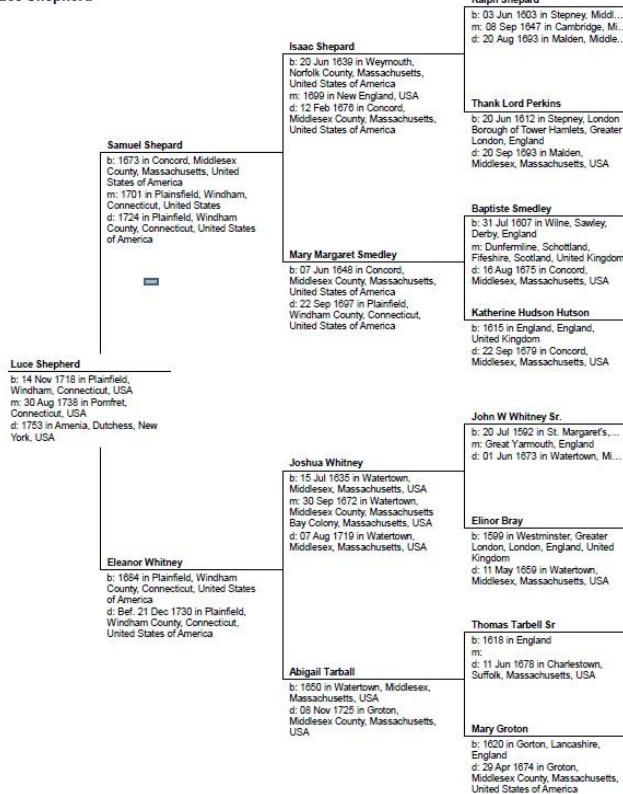 Luce Shepherd
Ralph Shepard
b: 03 Jun 1603 in Stepney, Middl...
m: 08 Sep 1647 in Cambridge, Mi...
d: 20 Aug 1693 in Malden, Middle...
Isaac Shepard
b: 20 Jun 1639 in Weymouth,
Norfolk County, Massachusetts,
United States of America
m: 1699 in New England, USA
d: 12 Feb 1676 in Concord,
Middlesex County, Massachusetts,
United States of America
Thank Lord Perkins
b: 20 Jun 1612 in Stepney, London
Borough of Tower Hamlets, Greater
London, England
d: 20 Sep 1693 in Malden,
Middlesex, Massachusetts, USA
Samuel Shepard
b: 1673 in Concord, Middlesex
County, Massachusetts, United
States of America
m: 1701 in Plainsfield, Windham,
Connecticut, United States
d: 1724 in Plainfield, Windham
County, Connecticut, United States
of America
Baptiste Smedley
b: 31 Jul 1607 in Wilne, Sawley,
Derby, England
m: Dunfermline, Schottland,
Fifeshire, Scotland, United Kingdom
d: 16 Aug 1675 in Concord,
Middlesex, Massachusetts, USA
Mary Margaret Smedley
b: 07 Jun 1648 in Concord,
Middlesex County, Massachusetts,
United States of America
d: 22 Sep 1697 in Plainfield,
Windham County, Connecticut,
United States of America
Katherine Hudson Hutson
b: 1615 in England, England,
United Kingdom
d: 22 Sep 1679 in Concord,
Middlesex, Massachusetts, USA
Luce Shepherd
b: 14 Nov 1718 in Plainfield,
Windham, Connecticut, USA
m: 30 Aug 1738 in Pomfret,
Connecticut, USA
d: 1753 in Amenia, Dutchess, New
York, USA
John W Whitney Sr.
b: 20 Jul 1592 in St. Margaret's,...
m: Great Yarmouth, England
d: 01 Jun 1673 in Watertown, Mi...
Joshua Whitney
b: 15 Jul 1635 in Watertown,
Middlesex, Massachusetts, USA
m: 30 Sep 1672 in Watertown,
Middlesex County, Massachusetts
Bay Colony, Massachusetts, USA
d: 07 Aug 1719 in Watertown,
Middlesex, Massachusetts, USA
Elinor Bray
b: 1599 in Westminster, Greater
London, London, England, United
Kingdom
d: 11 May 1659 in Watertown,
Middlesex, Massachusetts, USA
Eleanor Whitney
b: 1684 in Plainfield, Windham
County, Connecticut, United States
of America
d: Bef. 21 Dec 1730 in Plainfield,
Windham County, Connecticut,
United States of America
Thomas Tarbell Sr
b: 1618 in England
m:
d: 11 Jun 1678 in Charlestown,
Suffolk, Massachusetts, USA
Abigail Tarball
b: 1650 in Watertown, Middlesex,
Massachusetts, USA
d: 08 Nov 1725 in Groton,
Middlesex County, Massachusetts,
USA
Mary Groton
b: 1620 in Gorton, Lancashire,
England
d: 29 Apr 1674 in Groton,
Middlesex County, Massachusetts,
United States of America